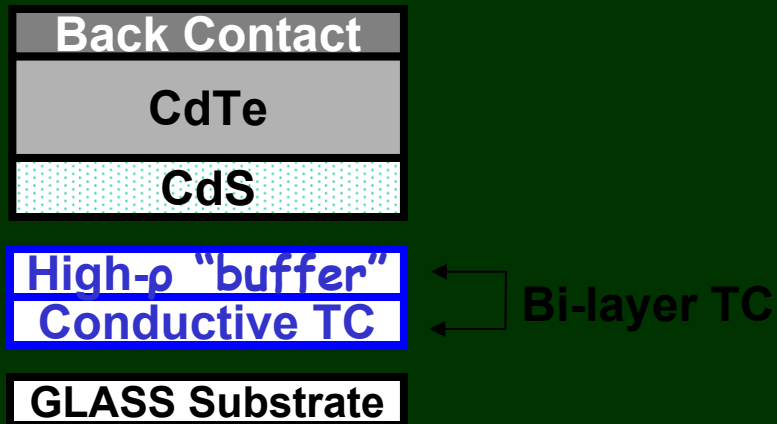 Back Contact
CdTe
CdS
High-ρ “buffer”
Conductive TC
Bi-layer TC
GLASS Substrate